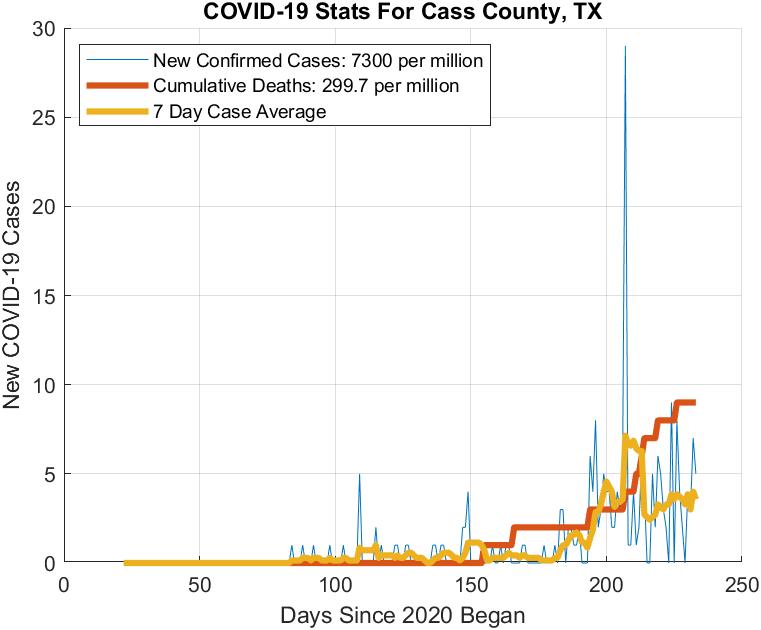 COVID-19 Stats For Cass County, TX
New Confirmed Cases: 7300 per million
Cumulative Deaths: 299.7 per million
7 Day Case Average
New COVID-19 Cases
30
25
20
15
10
5
0
0 50 100 150 200 250
Days Since 2020 Began